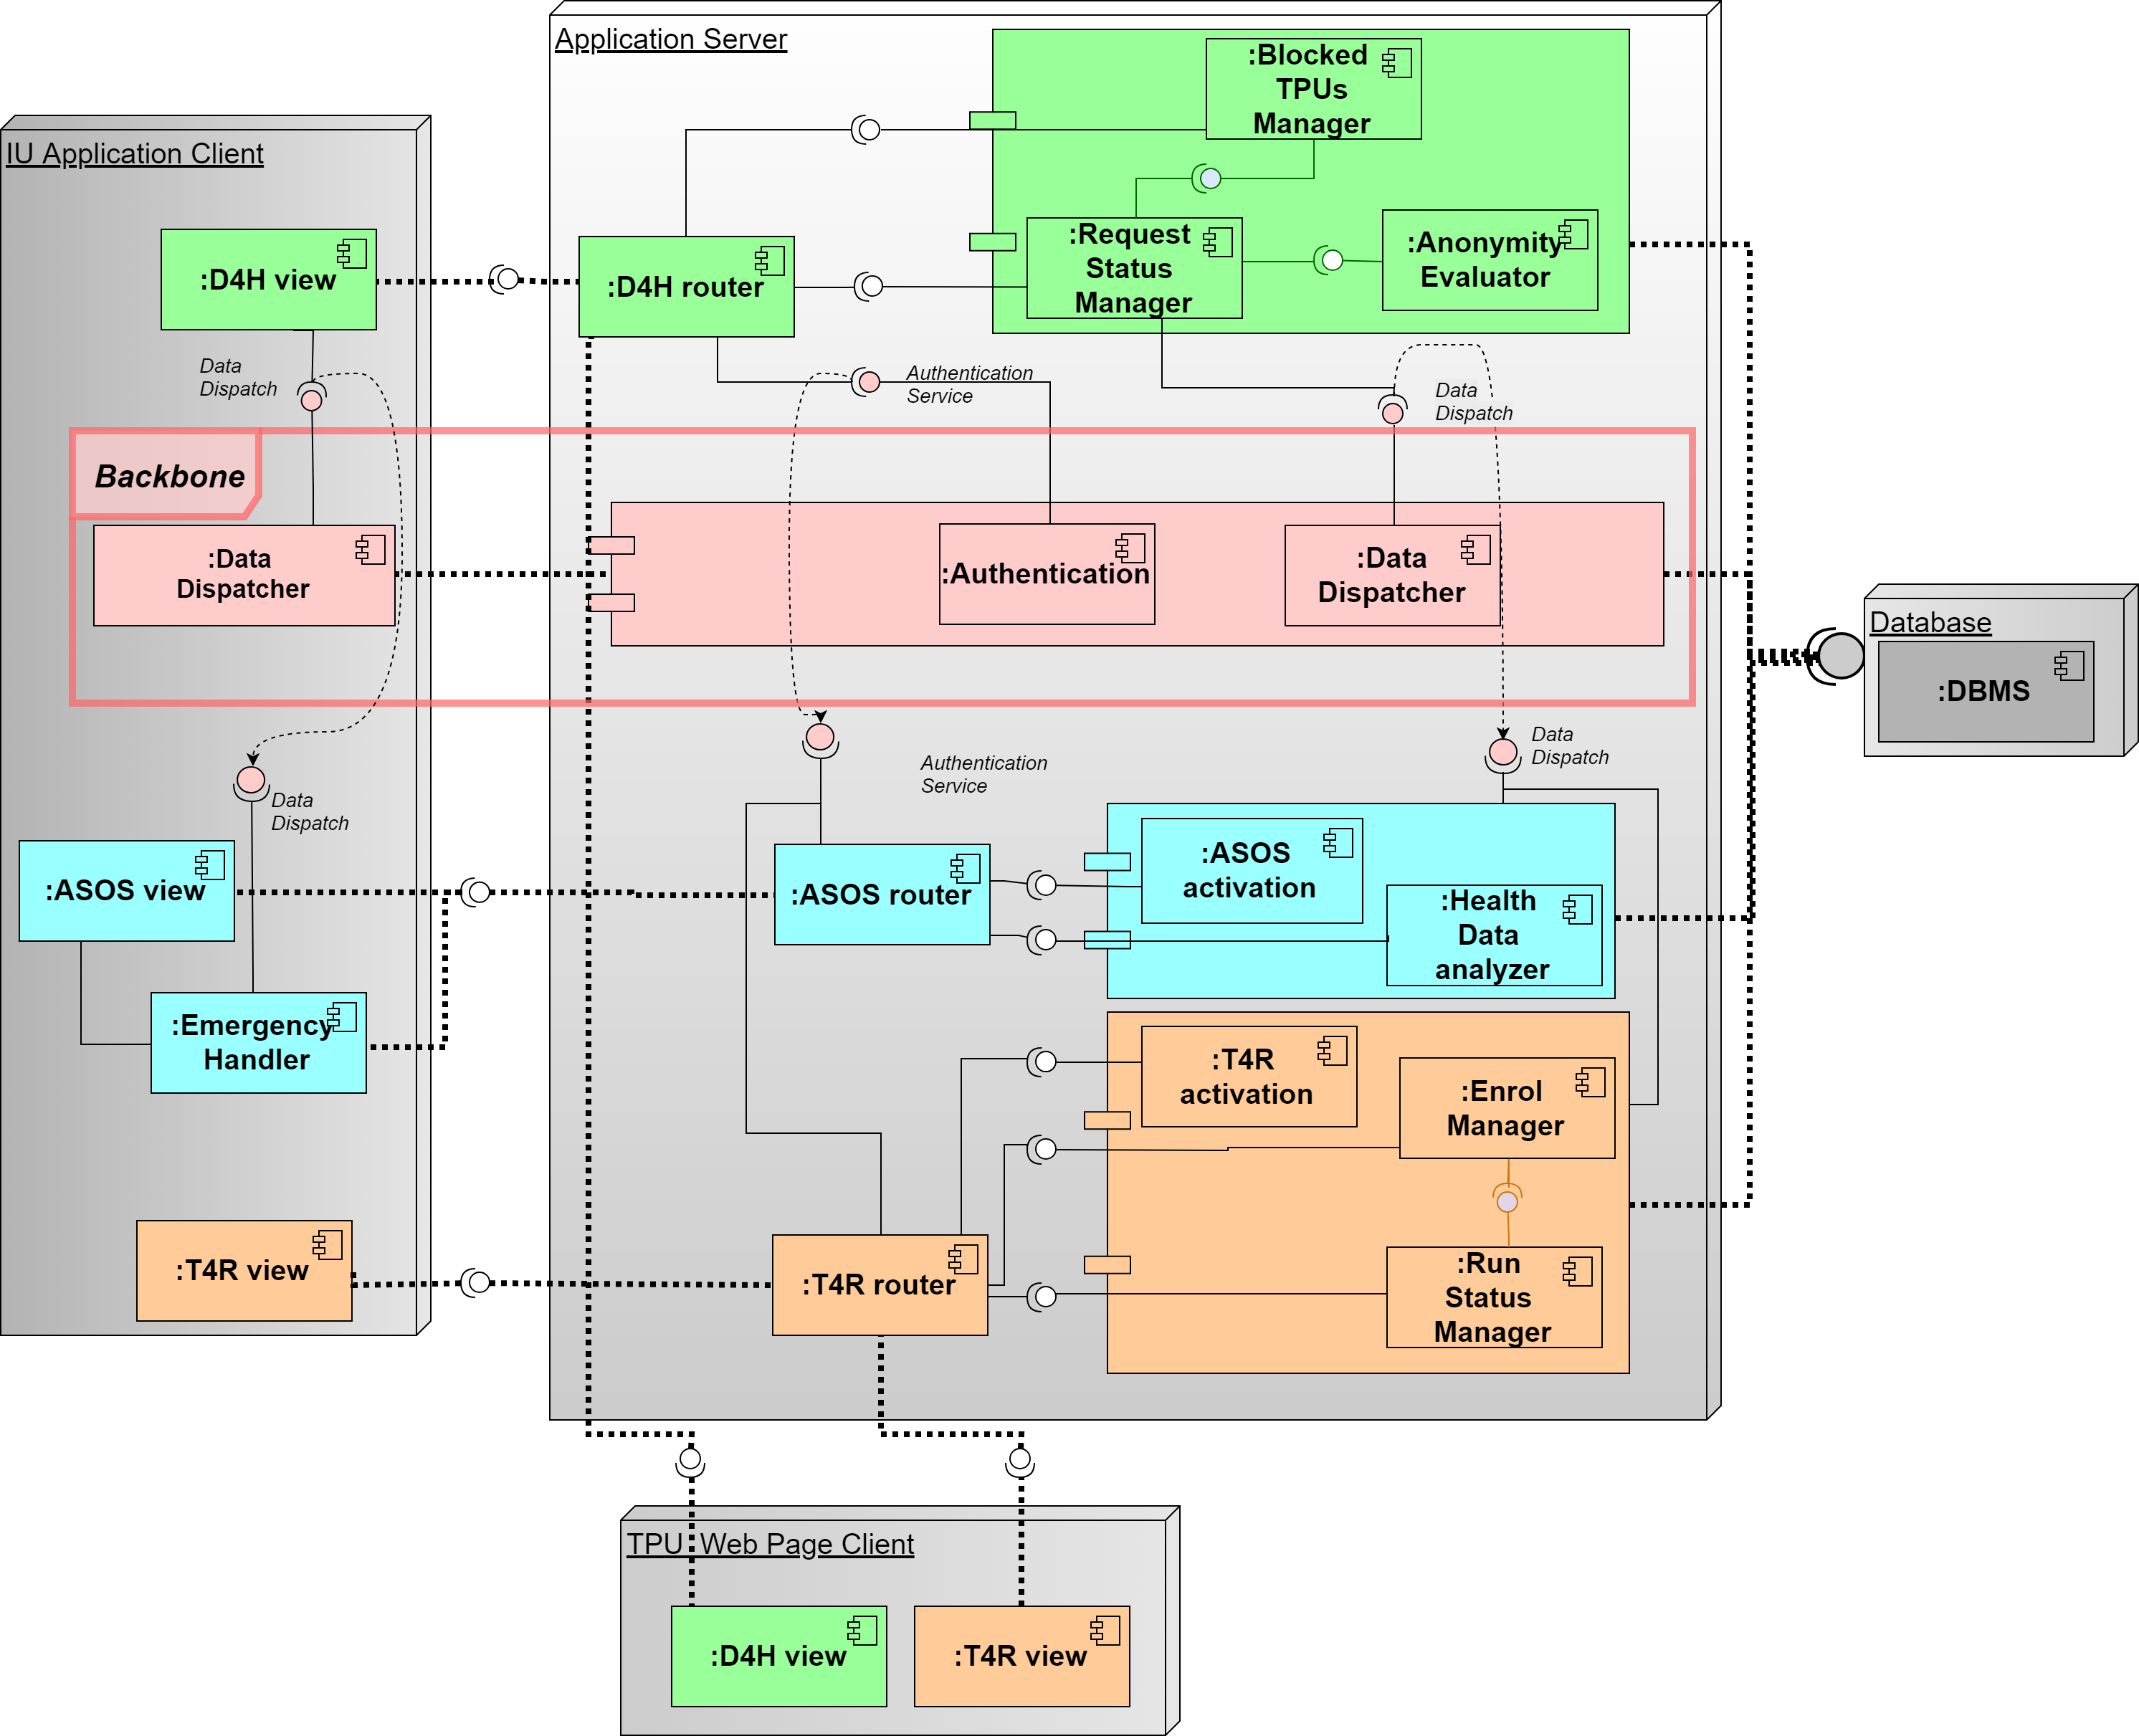 Application Server
:Blocked
TPUs
Manager
IU Application Client
:D4H view
:D4H router
:Request
Status
Manager
:Anonymity
Evaluator
Data
Dispatch
Authentication
Service
Data
Dispatch
Backbone
:Data
Dispatcher
:Authentication
:Data
Dispatcher
Database
:DBMS
Data
Dispatch
Authentication
Service
Data
Dispatch
:ASOS view
:ASOS router
:ASOS
activation
:Health
Data
analyzer
:Emergency
Handler
:T4R
activation
:Enrol
Manager
:T4R view
:T4R router
:Run
Status
Manager
TPU Web Page Client
:D4H view
:T4R view